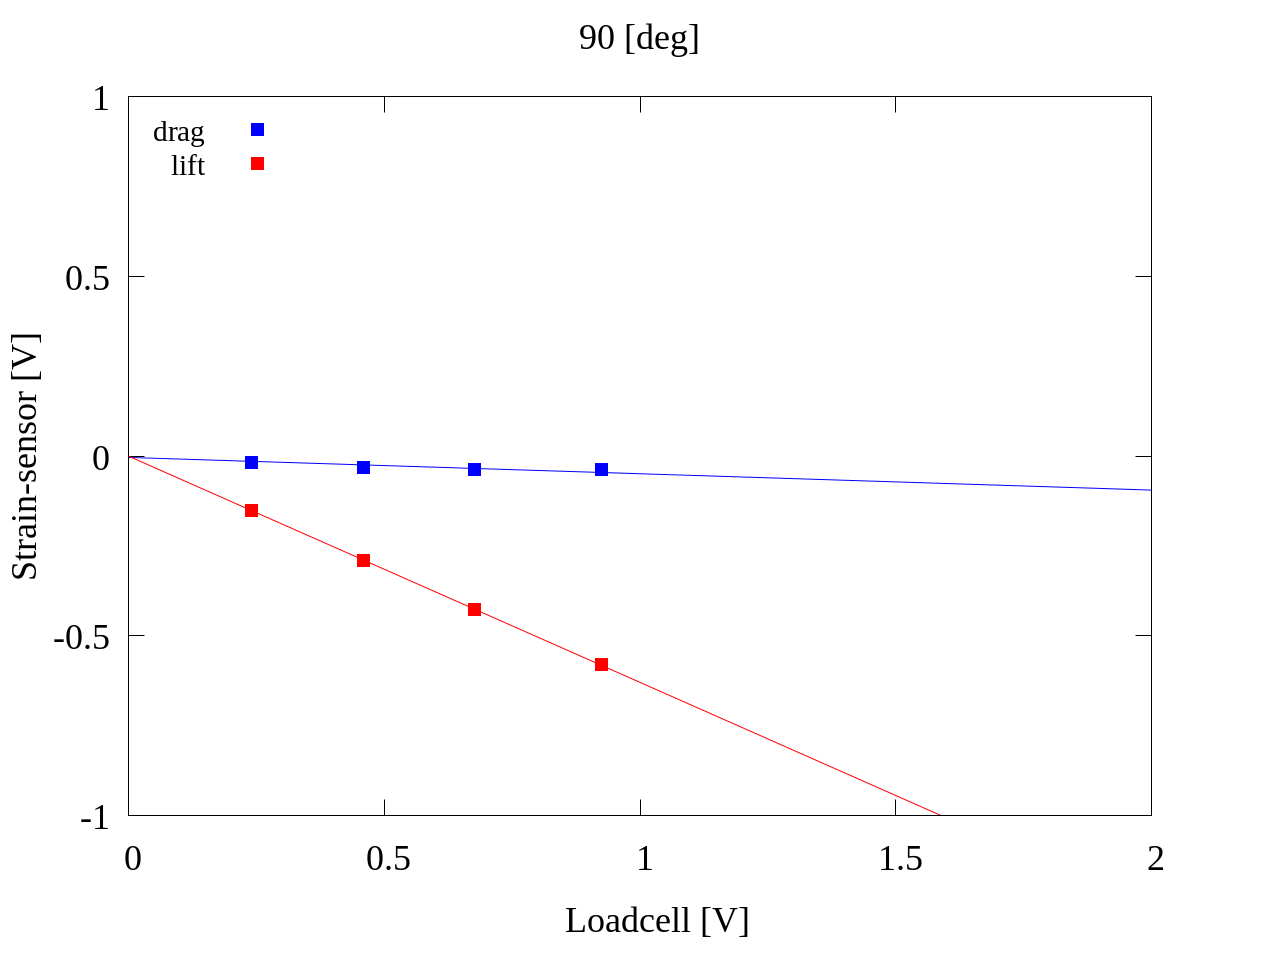 90 [deg]
1
drag
lift
0.5
0
-0.5
-1
Strain-sensor [V]
0 0.5 1 1.5 2
Loadcell [V]